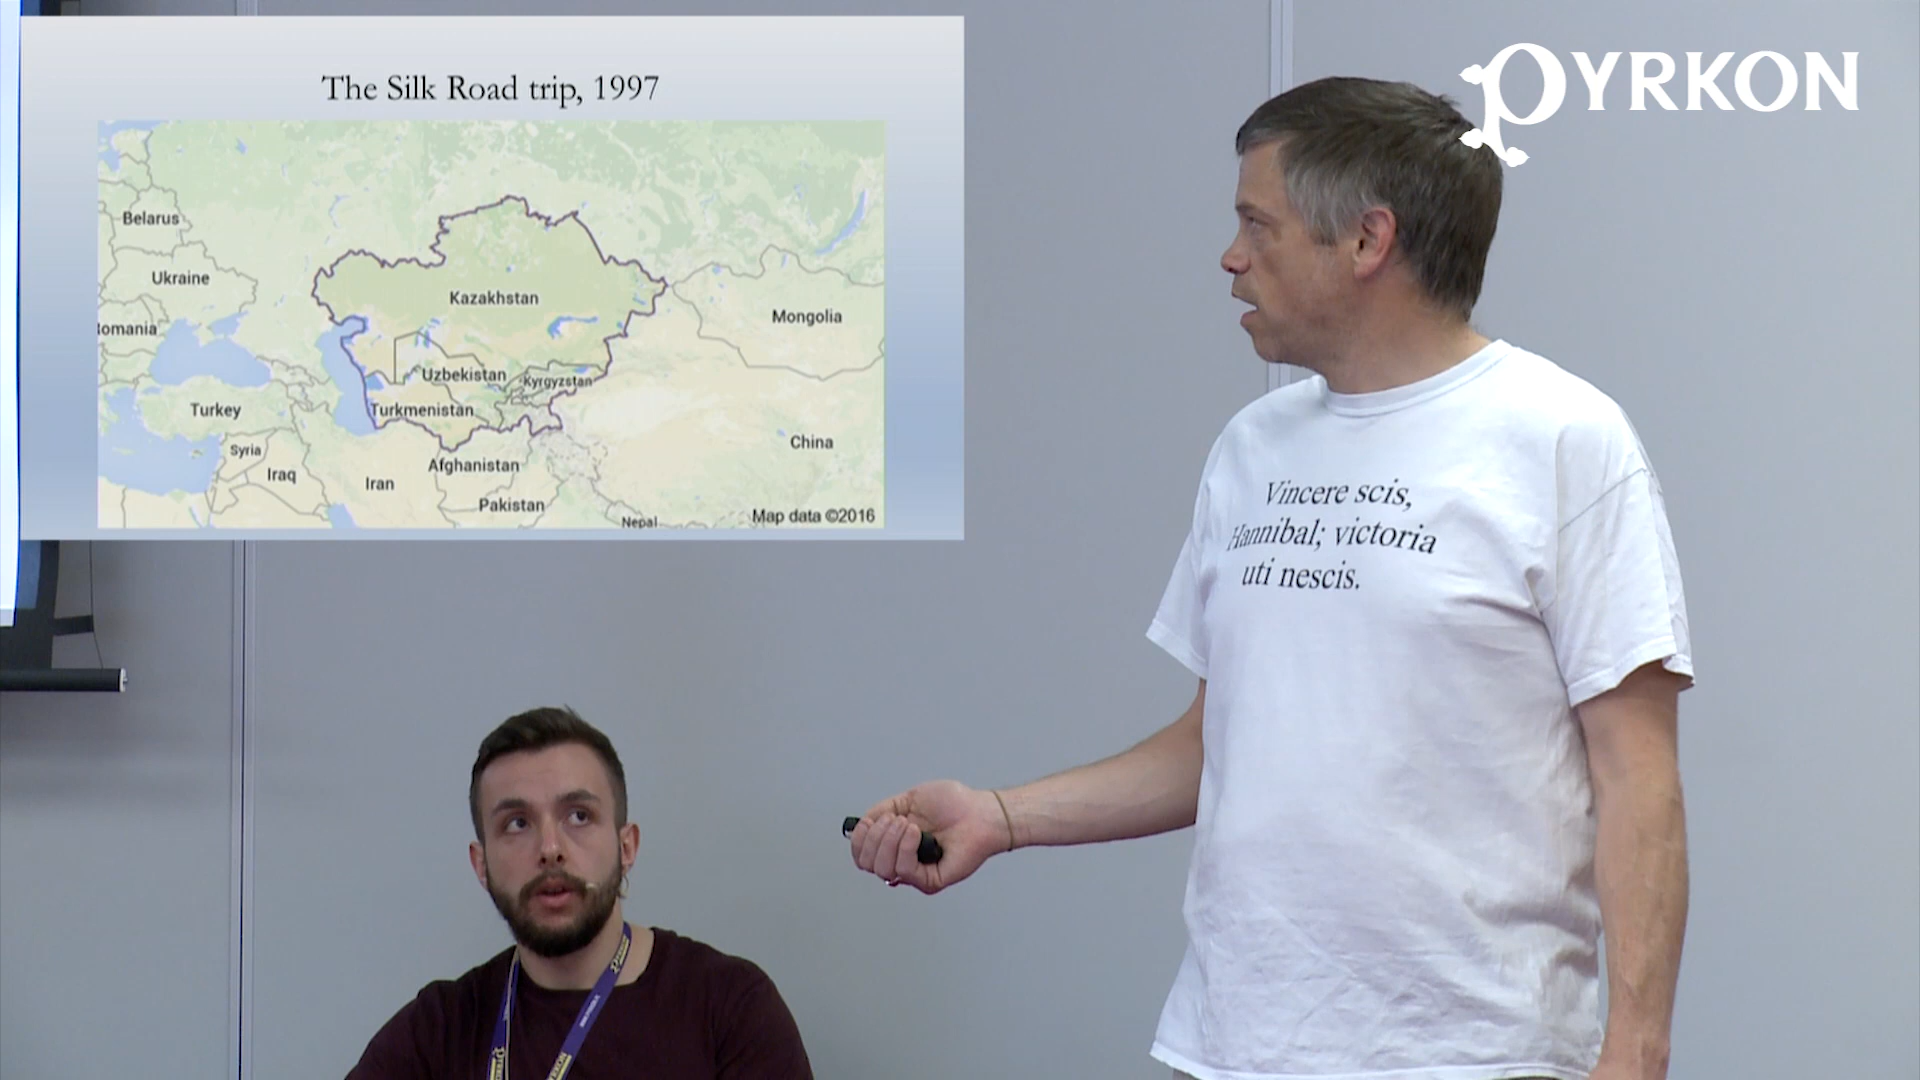 The Silk Road trip, 1997
Belarus
Ukraine
Kazakhstan
Mongolia
omania
Uzbekistan
Kyrgyzstan
Turkey
Turkmenistan
China
Syria
Iraq
Iran
Afghanistan
Pakistan
Nepal
Map data ©2016
PYRKON
Vincere scis,
Hannibal; victoria
uti nescis.